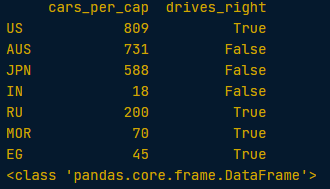 cars_per_cap drives_right
US 809 True
AUS 731 False
JPN 588 False
IN 18 False
RU 200 True
MOR 70 True
EG 45 True
<class 'pandas.core.frame.DataFrame'>